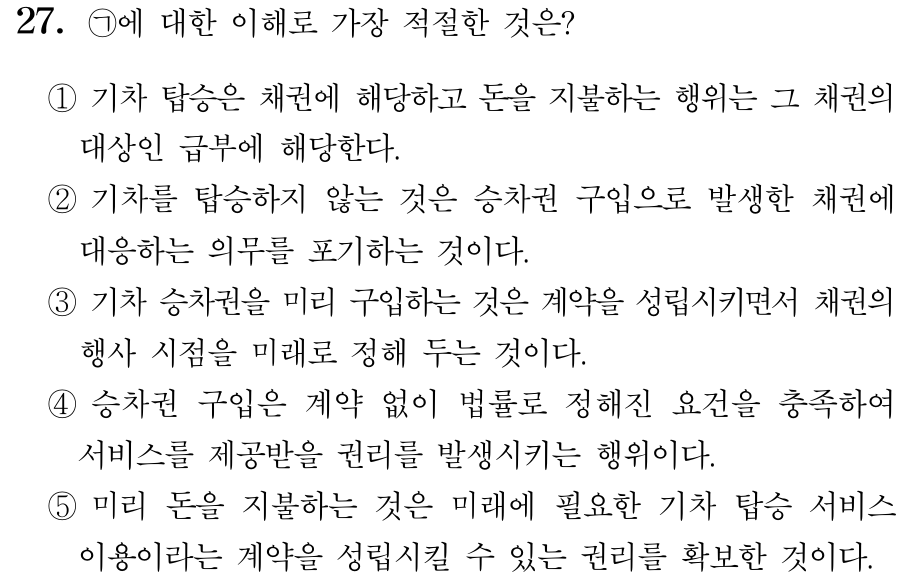 27. ㉠에 대한 이해로 가장 적절한 것은?
① 기차 탑승은 채권에 해당하고 돈을 지불하는 행위는 그 채권의
대상인 급부에 해당한다.
② 기차를 탑승하지 않는 것은 승차권 구입으로 발생한 채권에
대응하는 의무를 포기하는 것이다.
③ 기차 승차권을 미리 구입하는 것은 계약을 성립시키면서 채권의
행사 시점을 미래로 정해 두는 것이다.
④ 승차권 구입은 계약 없이 법률로 정해진 요건을 충족하여
서비스를 제공받을 권리를 발생시키는 행위이다.
⑤ 미리 돈을 지불하는 것은 미래에 필요한 기차 탑승 서비스
이용이라는 계약을 성립시킬 수 있는 권리를 확보한 것이다.